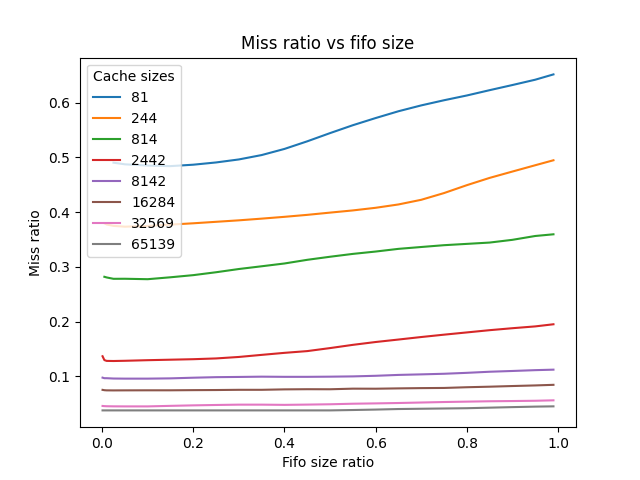 Miss ratio vs fifo size
Cache sizes
81
244
814
2442
8142
16284
32569
65139
Miss ratio
0.6
0.5
0.4
0.3
0.2
0.1
0.0 0.2 0.4 0.6 0.8 1.0
Fifo size ratio